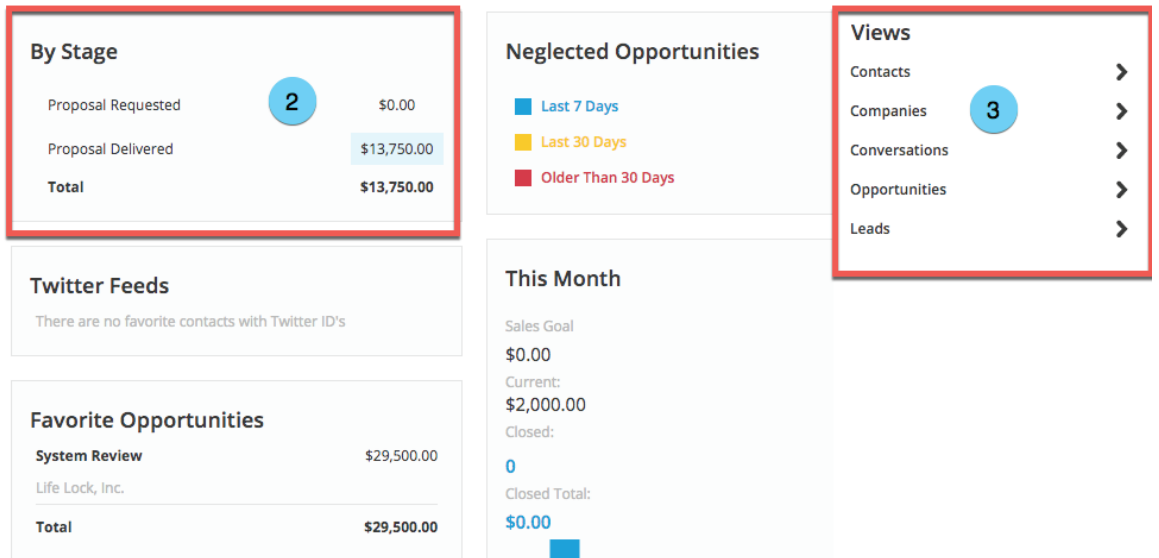 By Stage
2
Proposal Requested $0.00
Proposal Delivered $13,750.00
Total $13,750.00
Twitter Feeds
There are no favorite contacts with Twitter ID's
Favorite Opportunities
System Review $29,500.00
Life Lock, Inc.
Total $29,500.00
Neglected Opportunities
Last 7 Days
Last 30 Days
Older Than 30 Days
This Month
Sales Goal
$0.00
Current:
$2,000.00
Closed:
0
Closed Total:
$0.00
Views
Contacts
Companies
3
Conversations
Opportunities
Leads